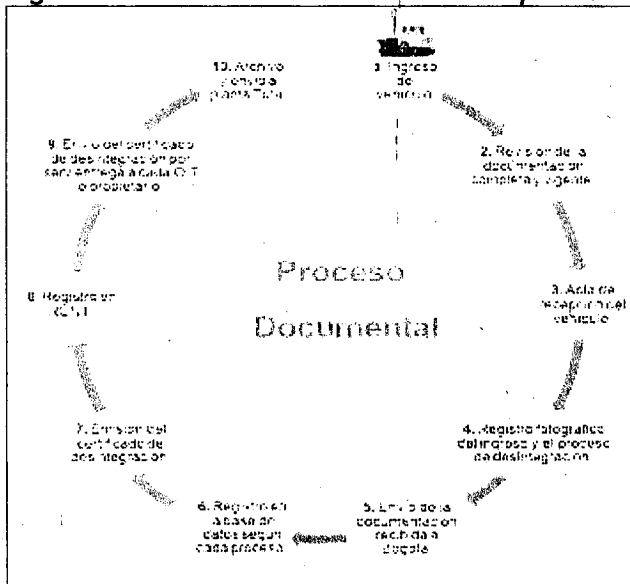 1. Ingreso
de
vehículo
2. Revisión de la
documentación
completa y vigente
3. Acta de
recepción del
vehículo
4. Registro fotográfico
del ingreso y el proceso
de desintegración
5. Envío de la
documentación
recibida a
Bogotá
6. Registro en
la base de
datos según
cada proceso
7. Emisión del
certificado de
desintegración
8. Registro en
RUNT
9. Envío del certificado
de desintegración por
servientrega a cada
o propietario
10. Archivo
planta Tuta
Proceso
Documental